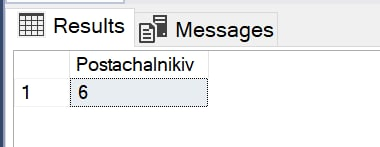 Results Messages
Postachalnikiv
1 6